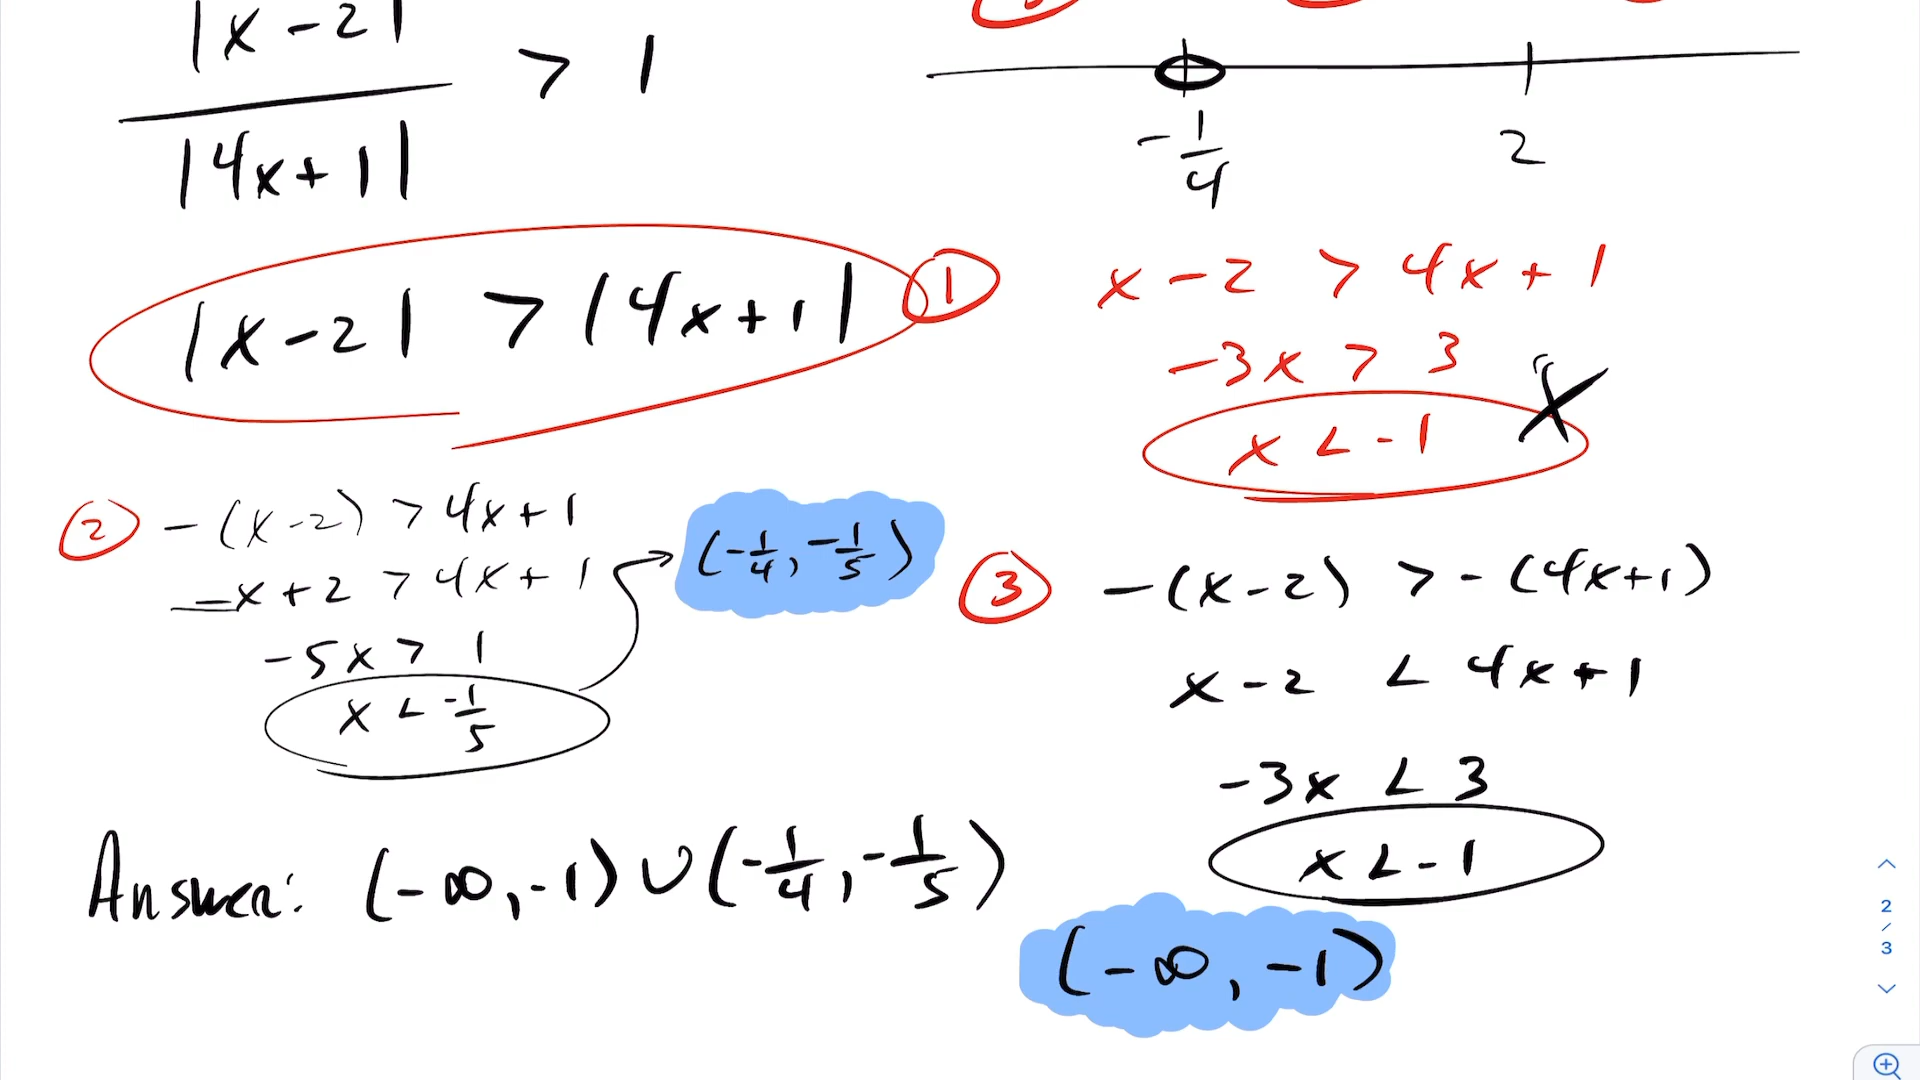 |x-2|
/
|4x+1|
> 1
-1/4
2
|x-2| > |4x+1|
①
x-2 > 4x+1
-3x > 3
x < -1
X
②
-(x-2) > 4x+1
-x+2 > 4x+1
-5x > 1
x < -1/5
(-1/4, -1/5)
③
-(x-2) > -(4x+1)
x-2 < 4x+1
-3x < 3
x < -1
(-∞, -1)
Answer: (-∞, -1) ∪ (-1/4, -1/5)
2
/
3